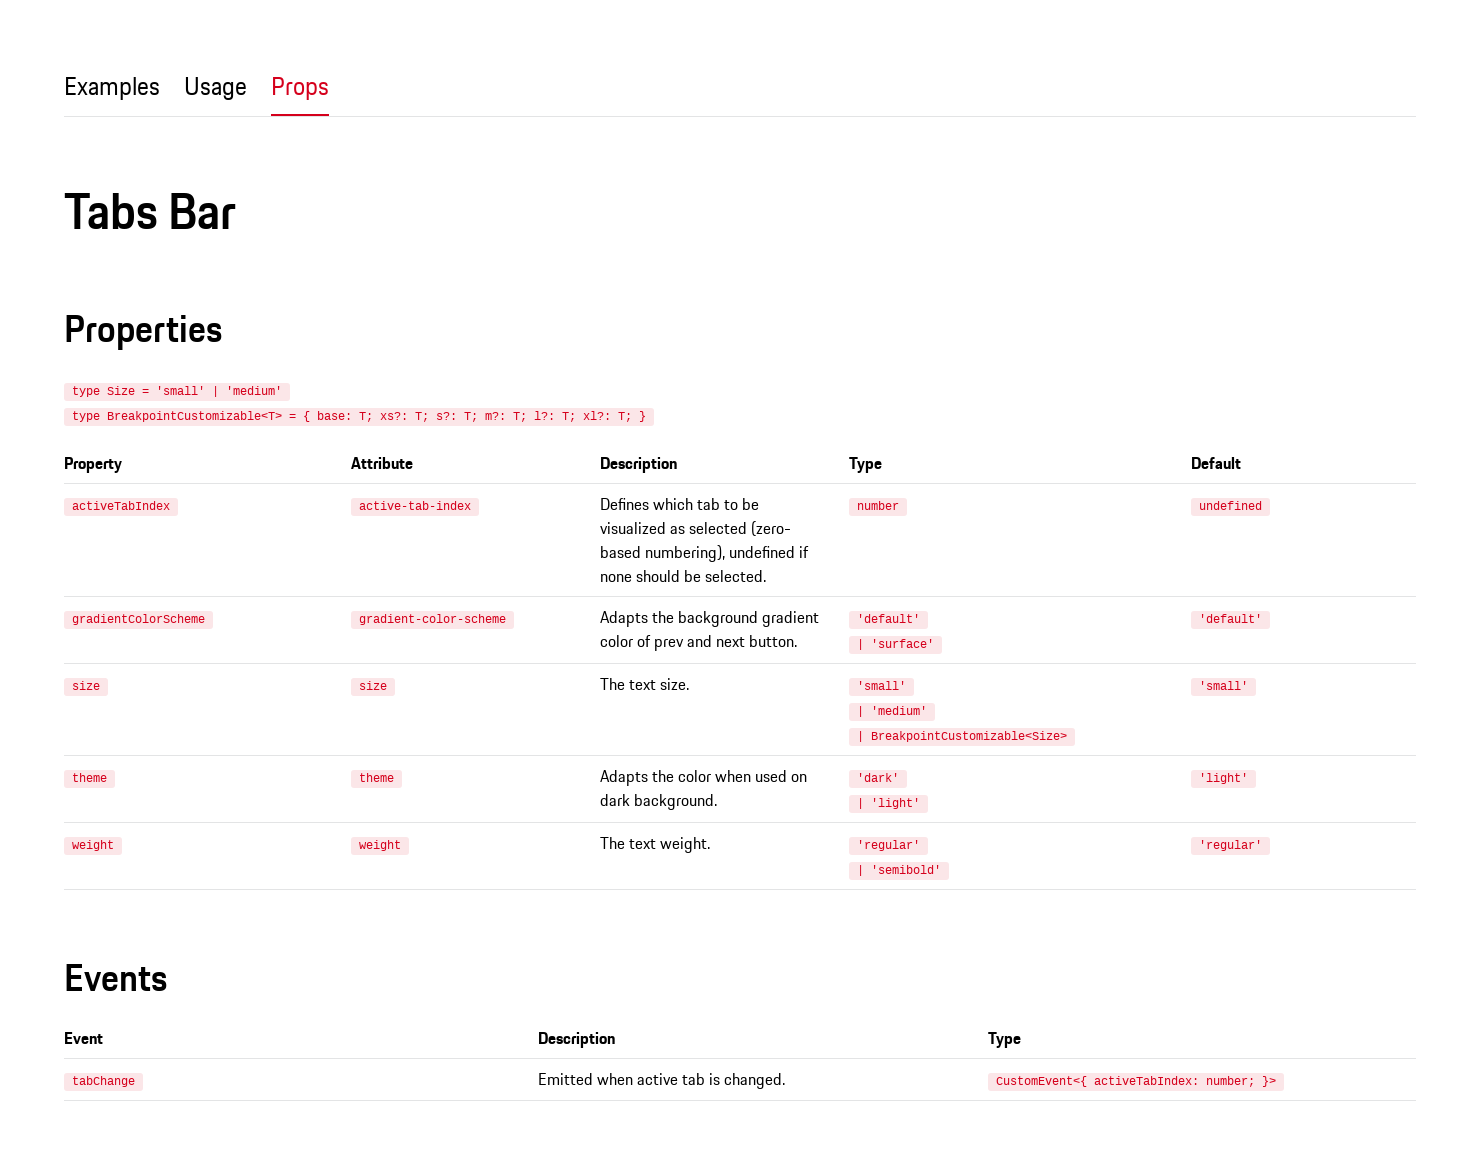 Examples Usage Props
Tabs Bar
Properties
type Size = 'small' | 'medium'
type BreakpointCustomizable<T> = { base: T; xs?: T; s?: T; m?: T; l?: T; xl?: T; }
Property Attribute Description Type Default
activeTabIndex active-tab-index Defines which tab to be number undefined
visualized as selected (zero-
based numbering), undefined if
none should be selected.
gradientColorScheme gradient-color-scheme Adapts the background gradient 'default' 'default'
color of prev and next button. | 'surface'
size size The text size. 'small' 'small'
| 'medium'
| BreakpointCustomizable<Size>
theme theme Adapts the color when used on 'dark' 'light'
dark background. | 'light'
weight weight The text weight. 'regular' 'regular'
| 'semibold'
Events
Event Description Type
tabChange Emitted when active tab is changed. CustomEvent<{ activeTabIndex: number; }>